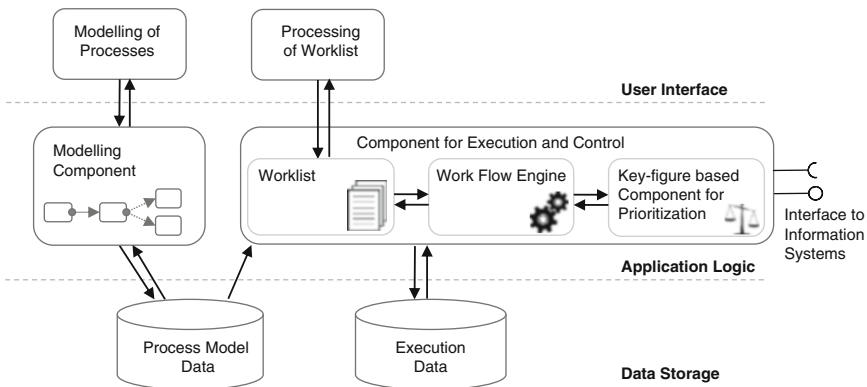 Modelling of
Processes
Processing
of Worklist
User Interface
Modelling
Component
Component for Execution and Control
Worklist
Work Flow Engine
Key-figure based
Component for
Prioritization
Interface to
Information
Systems
Application Logic
Process Model
Data
Execution
Data
Data Storage